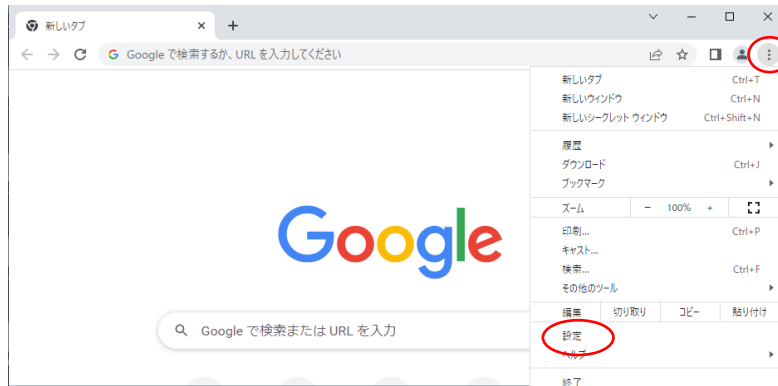 新しいタブ
Google で検索するか、URL を入力してください
新しいタブ Ctrl+T
新しいウィンドウ Ctrl+N
新しいシークレット ウィンドウ Ctrl+Shift+N
履歴
ダウンロード Ctrl+J
ブックマーク
ズーム - 100% +
印刷... Ctrl+P
キャスト...
検索... Ctrl+F
その他のツール
編集 切り取り コピー 貼り付け
Google
Google で検索または URL を入力
設定
ヘルプ
終了